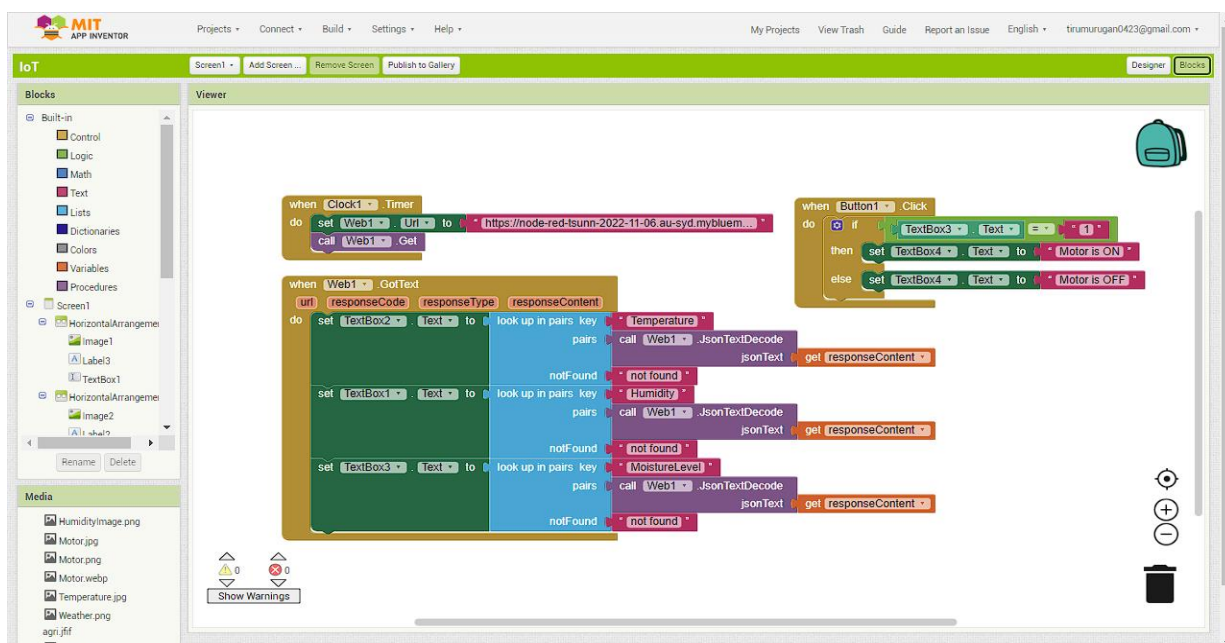 MIT
APP INVENTOR
Projects Connect Build Settings Help My Projects View Trash Guide Report an Issue English tirumurugan0423@gmail.com
IoT Screen1 Add Screen ... Remove Screen Publish to Gallery Designer Blocks
Blocks
Built-in
Control
Logic
Math
Text
Lists
Dictionaries
Colors
Variables
Procedures
Screen1
HorizontalArrangemen
Image1
Label3
TextBox1
HorizontalArrangemen
Image2
Label2
Rename Delete
Media
HumidityImage.png
Motor.jpg
Motor.png
Motor.webp
Temperature.jpg
Weather.png
agri.jfif
Viewer
when Clock1 .Timer
do set Web1 . Url to " https://node-red-tsunn-2022-11-06.au-syd.mybluem... "
call Web1 .Get
when Web1 .GotText
url responseCode responseType responseContent
do set TextBox2 . Text to look up in pairs key " Temperature "
pairs call Web1 .JsonTextDecode
jsonText get responseContent
notFound " not found "
set TextBox1 . Text to look up in pairs key " Humidity "
pairs call Web1 .JsonTextDecode
jsonText get responseContent
notFound " not found "
set TextBox3 . Text to look up in pairs key " MoistureLevel "
pairs call Web1 .JsonTextDecode
jsonText get responseContent
notFound " not found "
when Button1 .Click
do if TextBox3 . Text = " 1 "
then set TextBox4 . Text to " Motor is ON "
else set TextBox4 . Text to " Motor is OFF "
0 0
Show Warnings